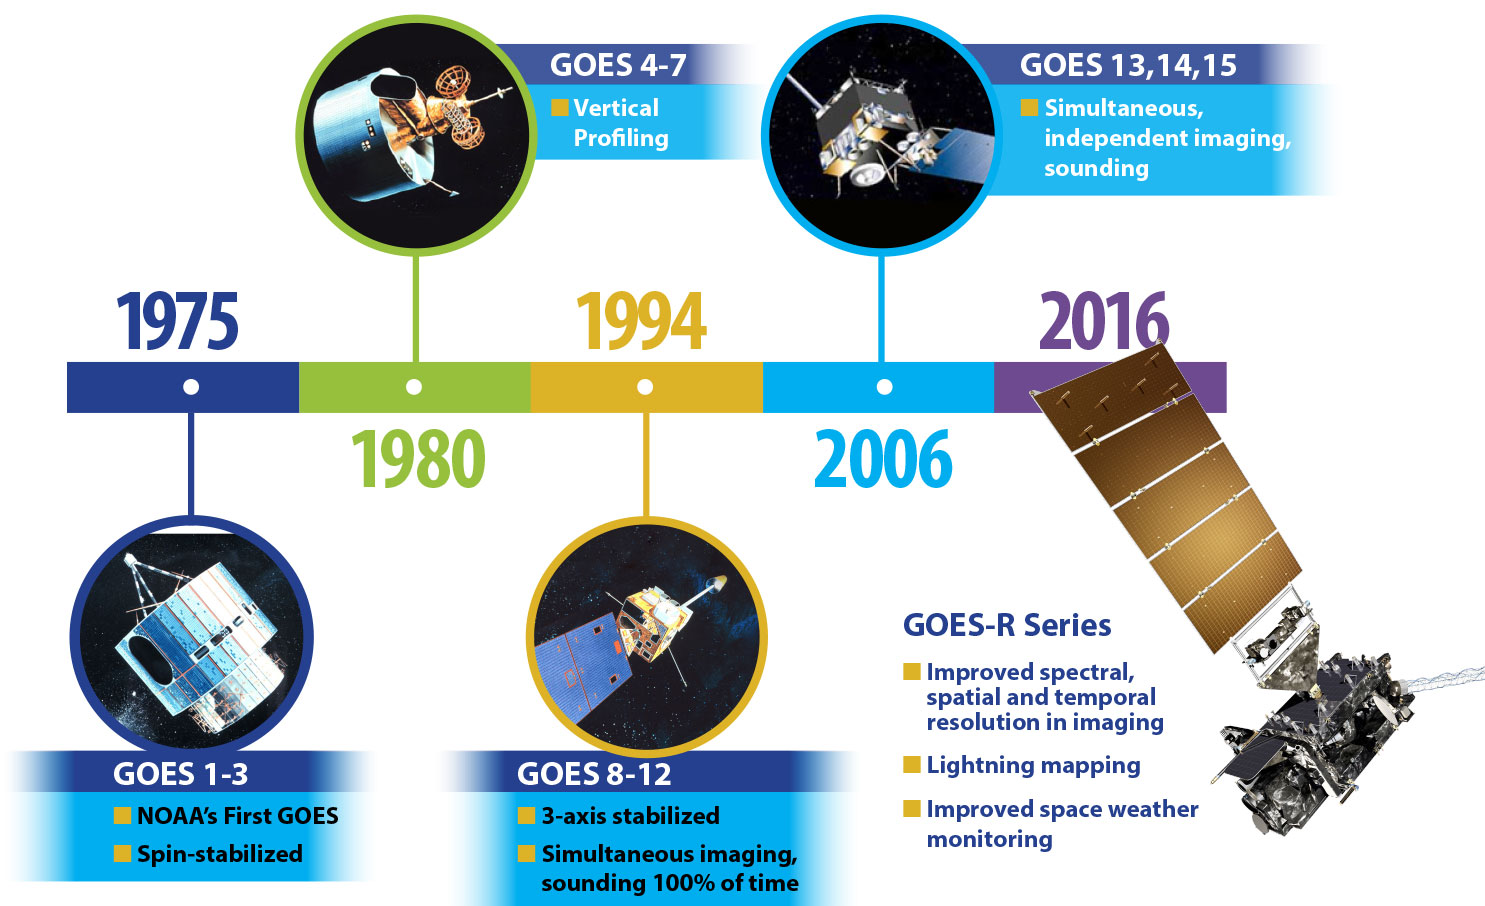 GOES 4-7
Vertical
Profiling
GOES 13,14,15
Simultaneous,
independent imaging,
sounding
1975
1994
2016
1980
2006
GOES 1-3
NOAA's First GOES
Spin-stabilized
GOES 8-12
3-axis stabilized
Simultaneous imaging,
sounding 100% of time
GOES-R Series
Improved spectral,
spatial and temporal
resolution in imaging
Lightning mapping
Improved space weather
monitoring